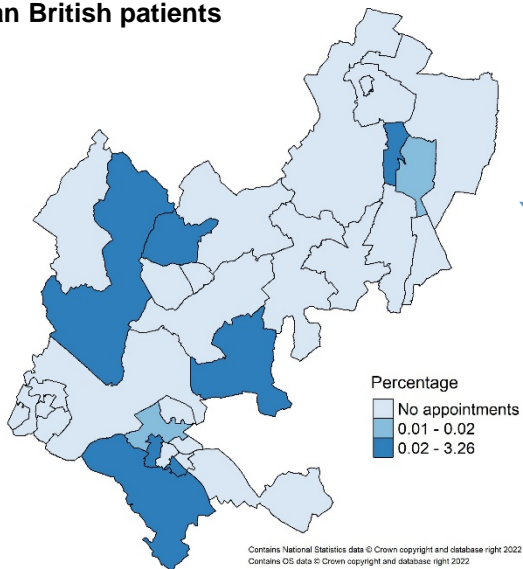 an British patients
Percentage
No appointments
0.01 - 0.02
0.02 - 3.26
Contains National Statistics data © Crown copyright and database right 2022
Contains OS data © Crown copyright and database right 2022